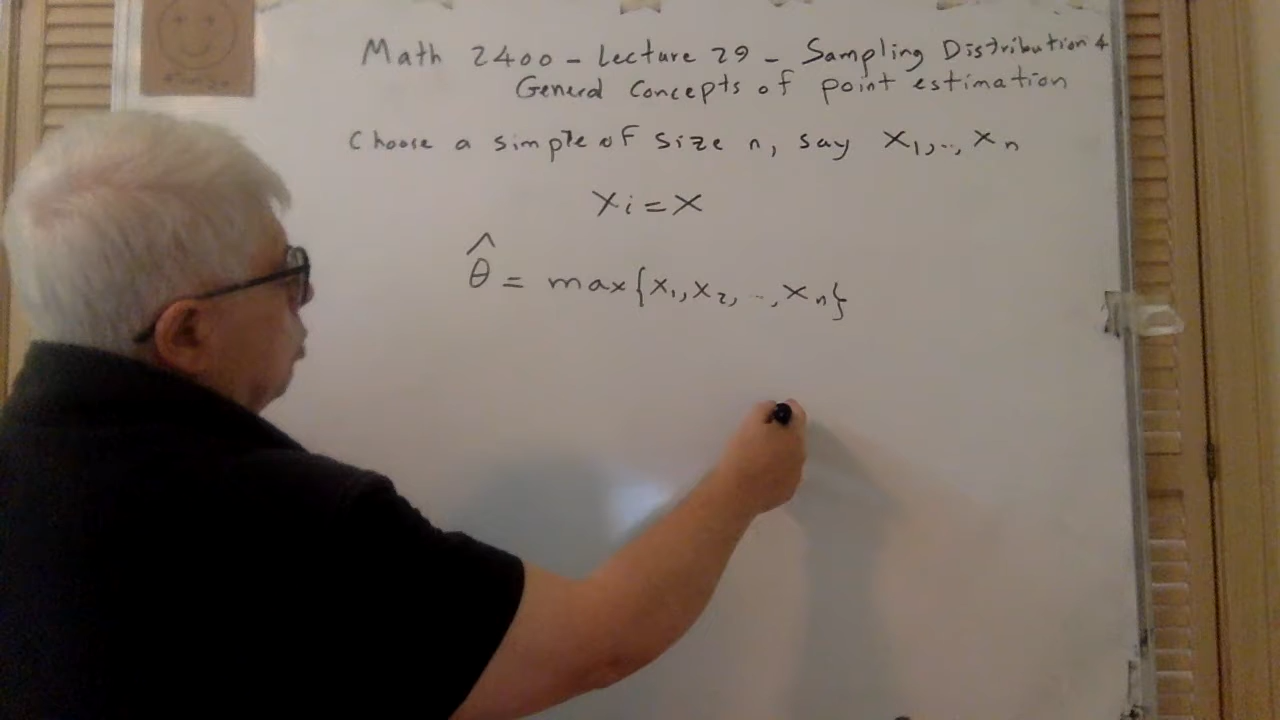 Math 2400 - Lecture 29 - Sampling Distribution &
General Concepts of point estimation
Choose a simple of size n, say X₁,..,Xₙ
Xi = X
θ̂ = max{X₁,X₂,...,Xₙ}